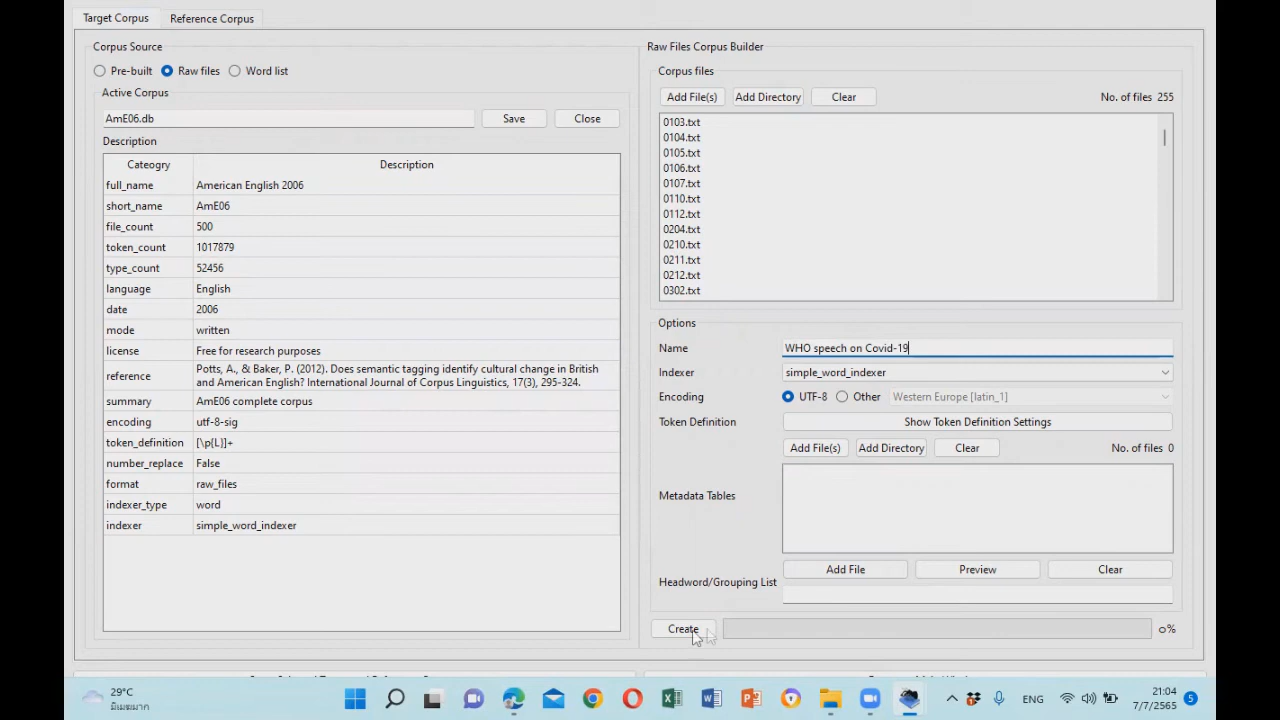 Target Corpus
Reference Corpus
Corpus Source
Pre-built
Raw files
Word list
Active Corpus
AmE06.db
Save
Close
Description
Cateogry
Description
full_name
American English 2006
short_name
AmE06
file_count
500
token_count
1017879
type_count
52456
language
English
date
2006
mode
written
license
Free for research purposes
reference
Potts, A., & Baker, P. (2012). Does semantic tagging identify cultural change in British
and American English? International Journal of Corpus Linguistics, 17(3), 295-324.
summary
AmE06 complete corpus
encoding
utf-8-sig
token_definition
[\p{L}]+
number_replace
False
format
raw_files
indexer_type
word
indexer
simple_word_indexer
Raw Files Corpus Builder
Corpus files
Add File(s)
Add Directory
Clear
No. of files 255
0103.txt
0104.txt
0105.txt
0106.txt
0107.txt
0110.txt
0112.txt
0204.txt
0210.txt
0211.txt
0212.txt
0302.txt
Options
Name
WHO speech on Covid-19
Indexer
simple_word_indexer
Encoding
UTF-8
Other
Western Europe [latin_1]
Token Definition
Show Token Definition Settings
Add File(s)
Add Directory
Clear
No. of files 0
Metadata Tables
Add File
Preview
Clear
Headword/Grouping List
Create
0%
29°C
มีเมฆมาก
ENG
21:04
7/7/2565
5